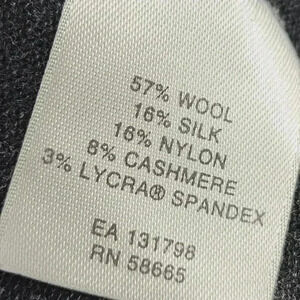 57% WOOL
16% SILK
16% NYLON
8% CASHMERE
3% LYCRA® SPANDEX
EA 131798
RN 58665